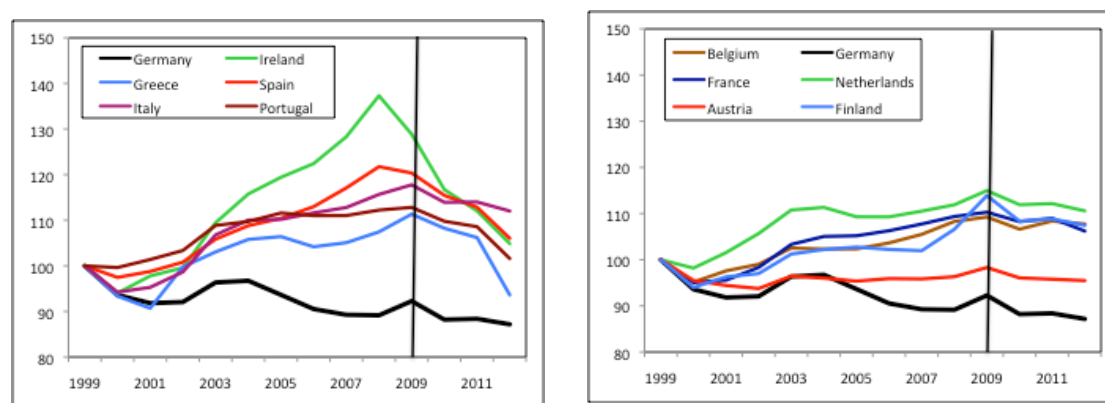 150
140
130
120
110
100
90
80
Germany Ireland
Greece Spain
Italy Portugal
1999 2001 2003 2005 2007 2009 2011
150
140
130
120
110
100
90
80
Belgium Germany
France Netherlands
Austria Finland
1999 2001 2003 2005 2007 2009 2011